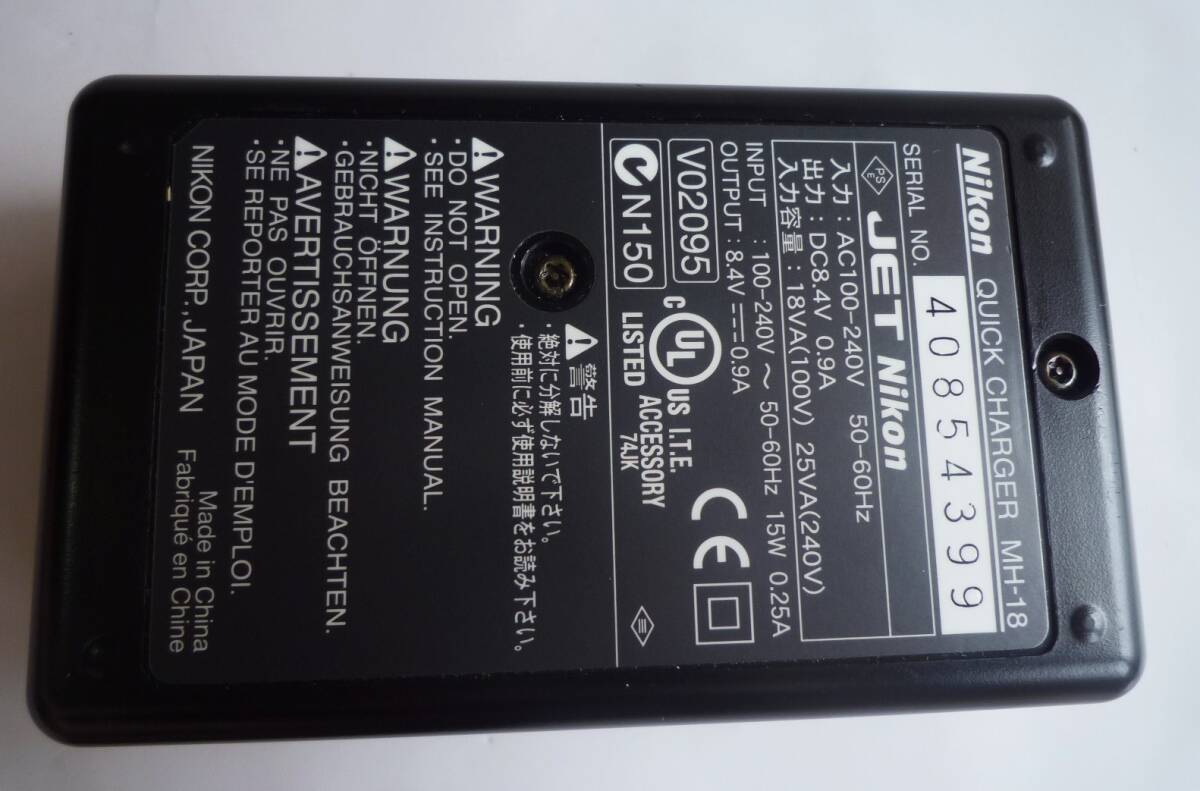 Nikon QUICK CHARGER MH-18
SERIAL NO. 40854399
PS E JET Nikon
入力：AC100-240V 50-60Hz
出力：DC8.4V 0.9A
入力容量：18VA(100V) 25VA(240V)
INPUT :100-240V ～ 50-60Hz 15W 0.25A
OUTPUT : 8.4V ⎓ 0.9A
V02095
N150
C UL US LISTED
I.T.E. ACCESSORY
74JK
CE
⚠警告
・絶対に分解しないで下さい。
・使用前に必ず使用説明書をお読み下さい。
⚠WARNING
・DO NOT OPEN.
・SEE INSTRUCTION MANUAL.
⚠WARNUNG
・NICHT ÖFFNEN.
・GEBRAUCHSANWEISUNG BEACHTEN.
⚠AVERTISSEMENT
・NE PAS OUVRIR.
・SE REPORTER AU MODE D'EMPLOI.
NIKON CORP.,JAPAN
Made in China
Fabriqué en Chine